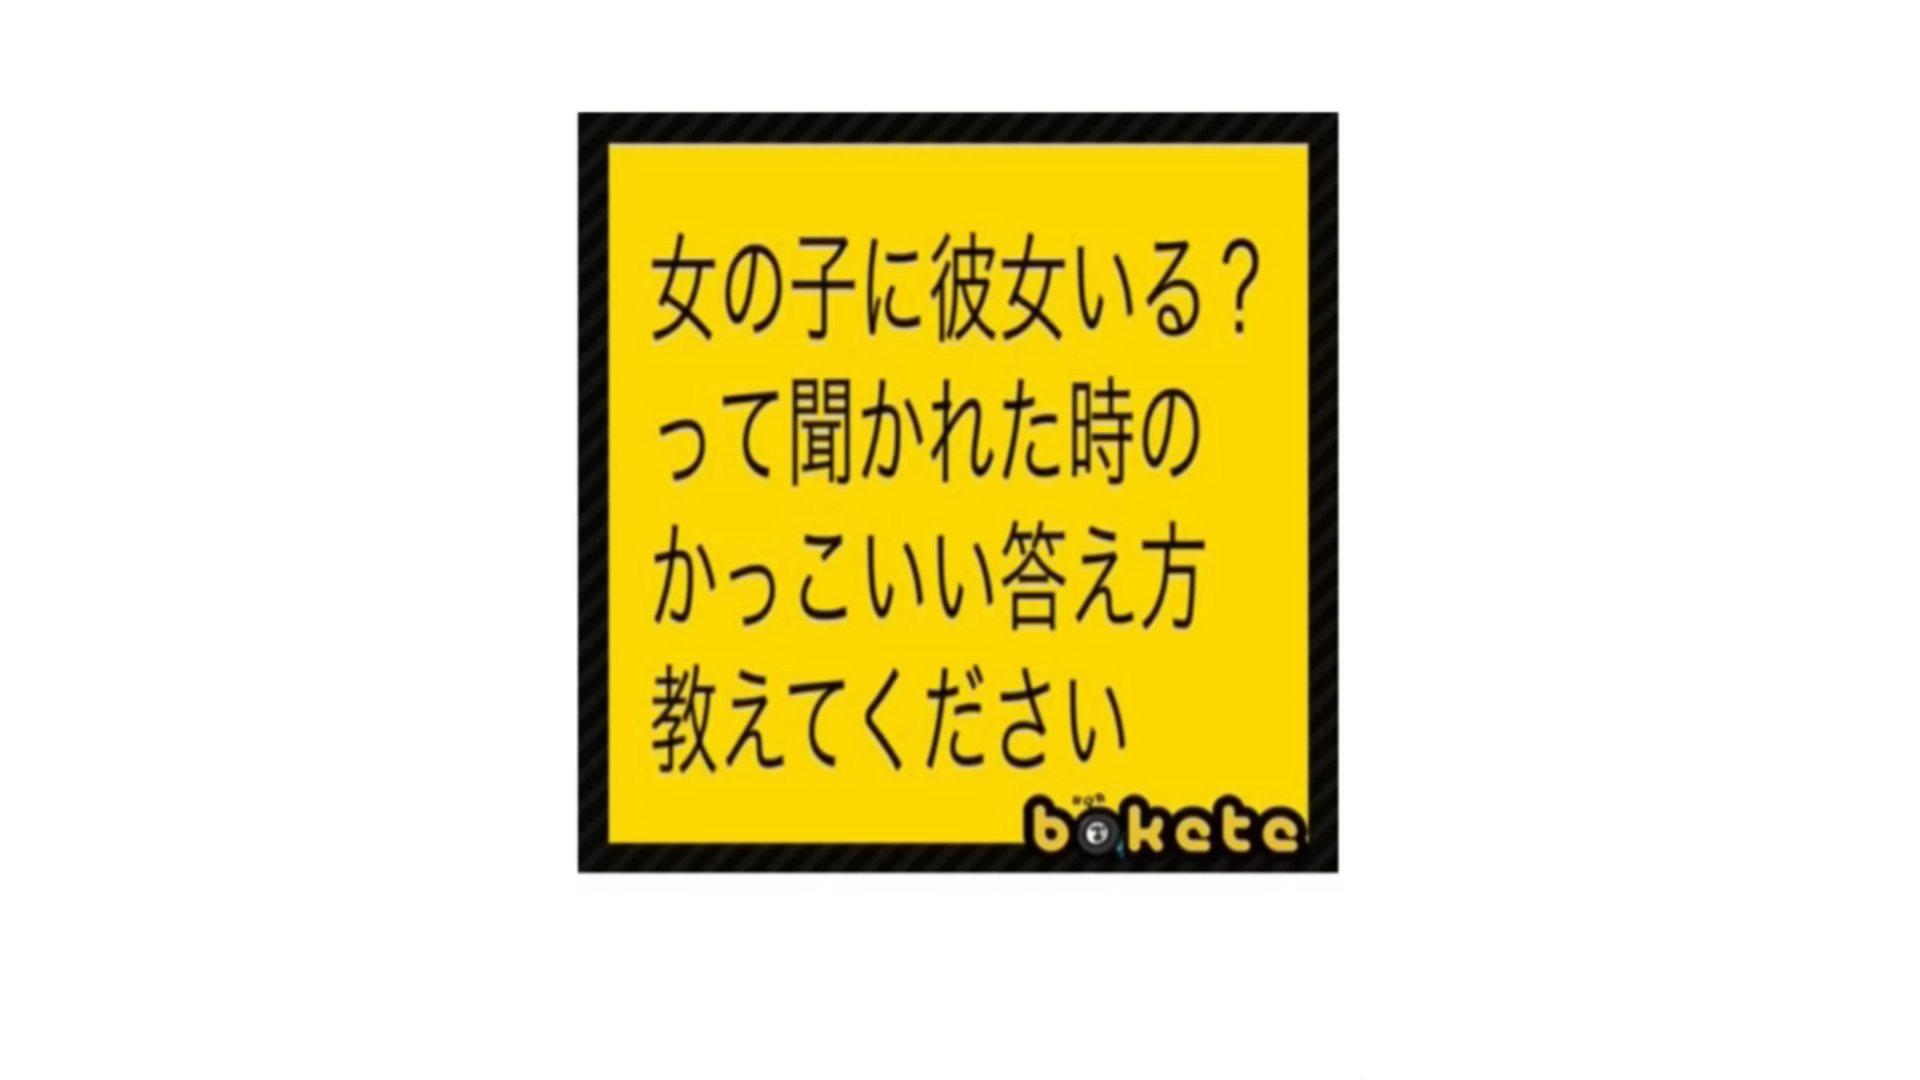 女の子に彼女いる？
って聞かれた時の
かっこいい答え方
教えてください
bokete